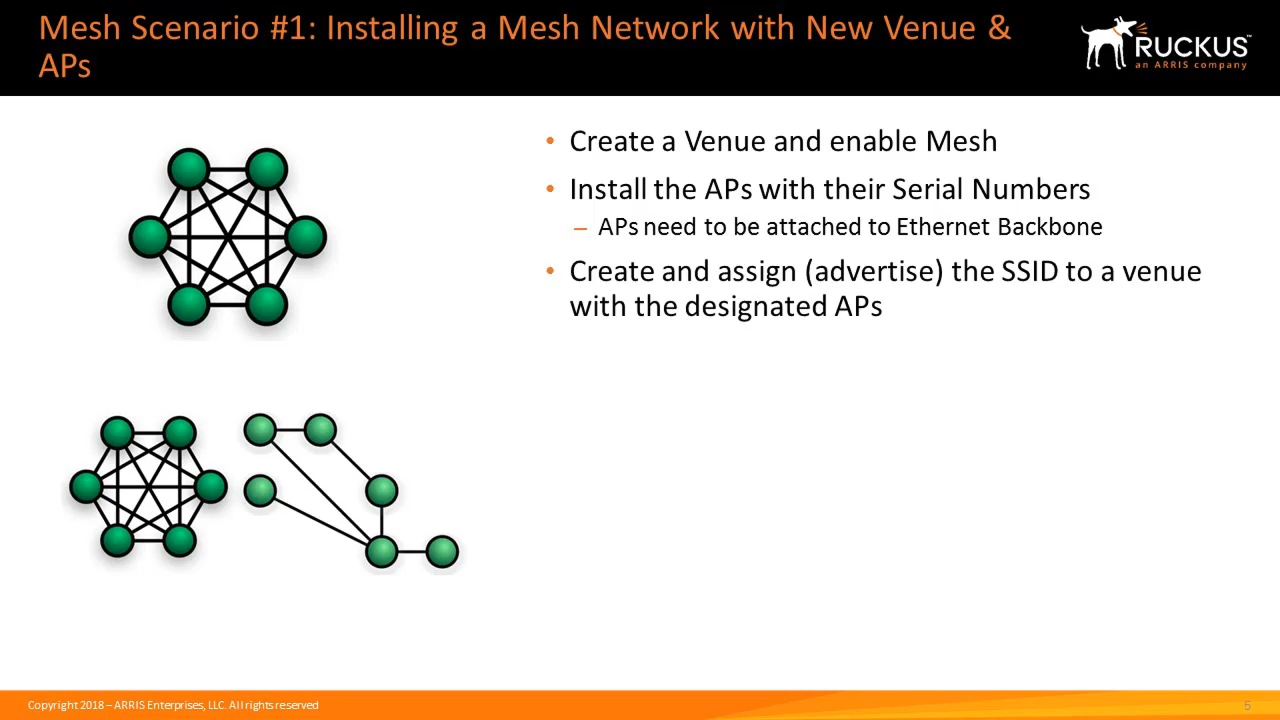 Mesh Scenario #1: Installing a Mesh Network with New Venue &
APs
RUCKUS™
an ARRIS company
• Create a Venue and enable Mesh
• Install the APs with their Serial Numbers
– APs need to be attached to Ethernet Backbone
• Create and assign (advertise) the SSID to a venue
with the designated APs
Copyright 2018 – ARRIS Enterprises, LLC. All rights reserved
5